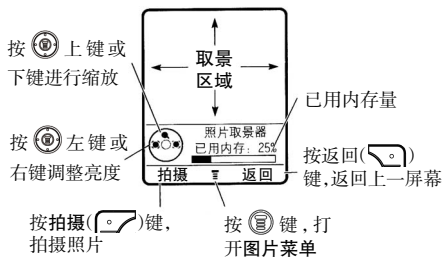 按上键或
下键进行缩放
取景
区域
已用内存量
按左键或
右键调整亮度
照片取景器
已用内存：25%
拍摄
返回
按返回()
键,返回上一屏幕
按拍摄()键,
拍摄照片
按键,打
开图片菜单